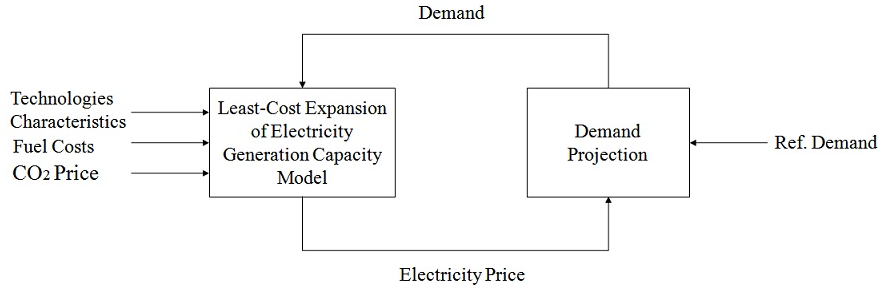 Demand
Technologies
Characteristics
Fuel Costs
CO2 Price
Least-Cost Expansion
of Electricity
Generation Capacity
Model
Demand
Projection
Ref. Demand
Electricity Price